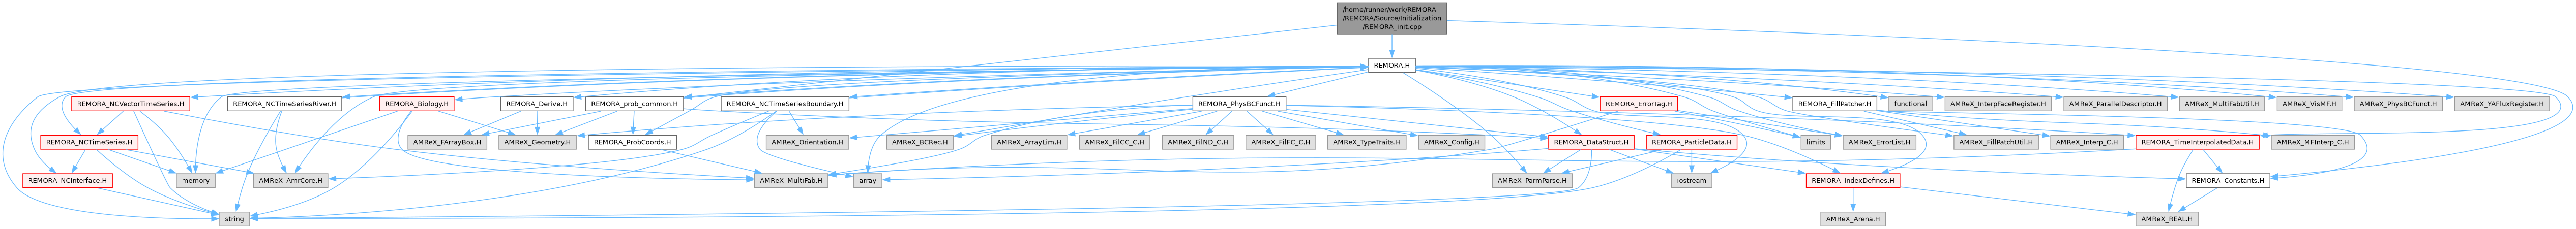 /home/runner/work/REMORA
/REMORA/Source/Initialization
/REMORA_init.cpp
REMORA.H
REMORA_NCVectorTimeSeries.H
REMORA_NCTimeSeriesRiver.H
REMORA_Biology.H
REMORA_Derive.H
REMORA_prob_common.H
REMORA_NCTimeSeriesBoundary.H
REMORA_PhysBCFunct.H
REMORA_ErrorTag.H
REMORA_FillPatcher.H
functional
AMReX_InterpFaceRegister.H
AMReX_ParallelDescriptor.H
AMReX_MultiFabUtil.H
AMReX_VisMF.H
AMReX_PhysBCFunct.H
AMReX_YAFluxRegister.H
REMORA_NCTimeSeries.H
AMReX_FArrayBox.H
AMReX_Geometry.H
REMORA_ProbCoords.H
AMReX_Orientation.H
AMReX_BCRec.H
AMReX_ArrayLim.H
AMReX_FilCC_C.H
AMReX_FilND_C.H
AMReX_FilFC_C.H
AMReX_TypeTraits.H
AMReX_Config.H
REMORA_DataStruct.H
REMORA_ParticleData.H
limits
AMReX_ErrorList.H
AMReX_FillPatchUtil.H
AMReX_Interp_C.H
REMORA_TimeInterpolatedData.H
AMReX_MFInterp_C.H
REMORA_NCInterface.H
memory
AMReX_AmrCore.H
AMReX_MultiFab.H
array
AMReX_ParmParse.H
iostream
REMORA_IndexDefines.H
REMORA_Constants.H
string
AMReX_Arena.H
AMReX_REAL.H